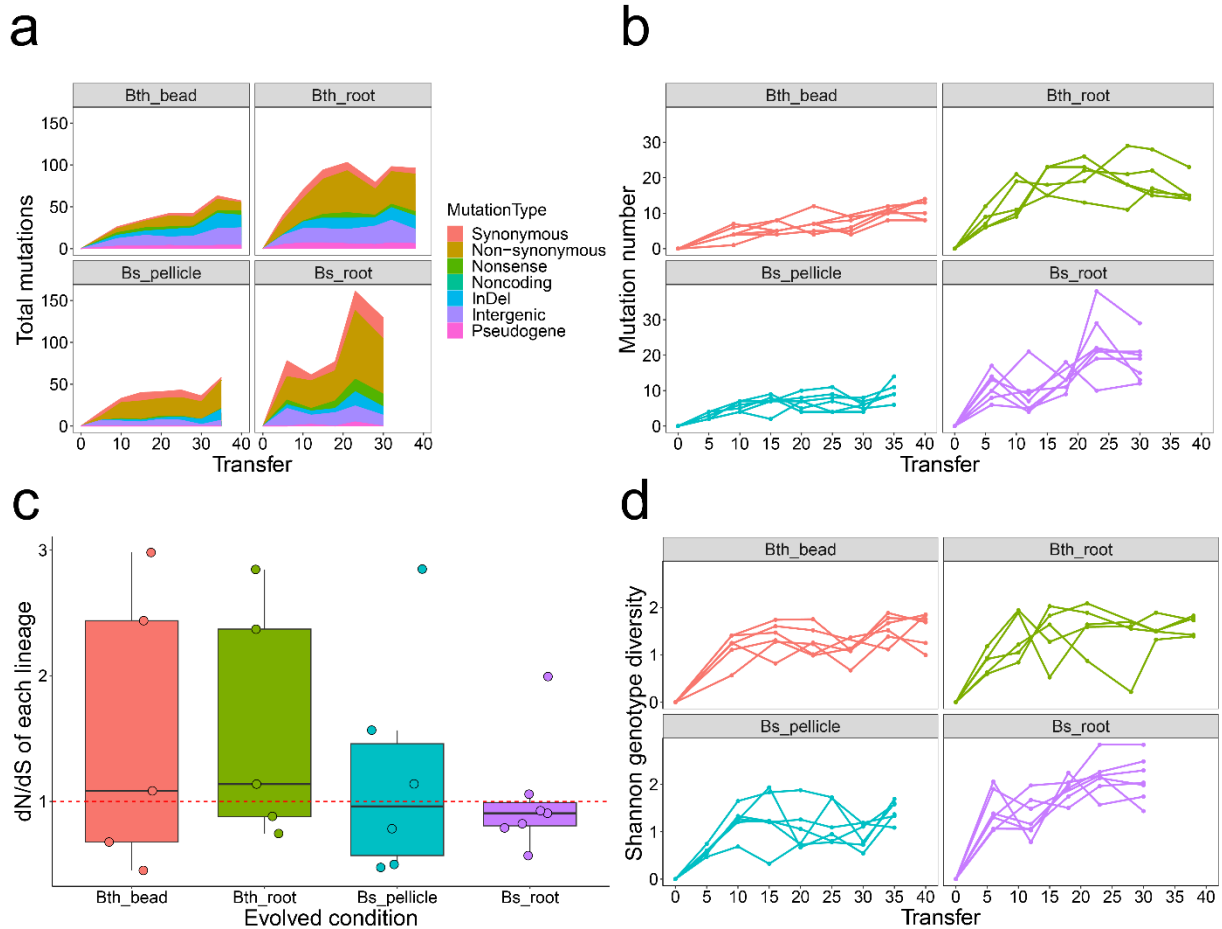 a
Bth_bead Bth_root
150
100
50
0
Bs_pellicle Bs_root
150
100
50
0
0 10 20 30 40 0 10 20 30 40
Transfer
Total mutations
MutationType
Synonymous
Non-synonymous
Nonsense
Noncoding
InDel
Intergenic
Pseudogene
b
Bth_bead Bth_root
30
20
10
0
Bs_pellicle Bs_root
30
20
10
0
0 5 10 15 20 25 30 35 40 0 5 10 15 20 25 30 35 40
Transfer
Mutation number
c
3
2
1
dN/dS of each lineage
Bth_bead Bth_root Bs_pellicle Bs_root
Evolved condition
d
Bth_bead Bth_root
2
1
0
Bs_pellicle Bs_root
2
1
0
0 5 10 15 20 25 30 35 40 0 5 10 15 20 25 30 35 40
Transfer
Shannon genotype diversity